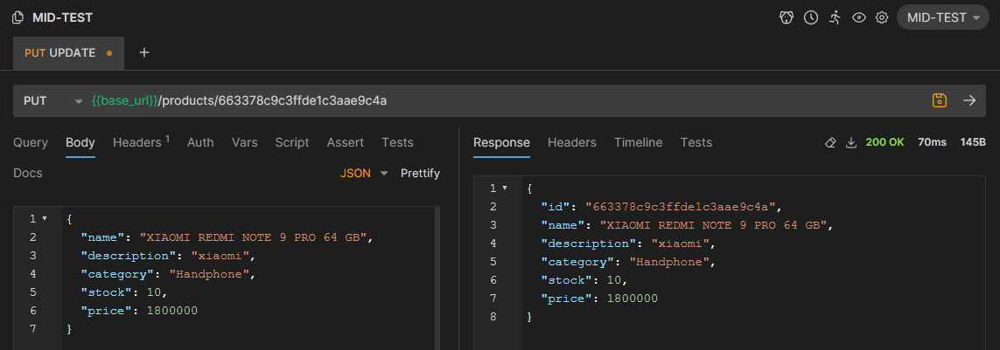 MID-TEST
MID-TEST
PUT UPDATE
PUT {{base_url}}/products/663378c9c3ffde1c3aae9c4a
Query Body Headers 1 Auth Vars Script Assert Tests
Docs
JSON Prettify
1 {
2 "name": "XIAOMI REDMI NOTE 9 PRO 64 GB",
3 "description": "xiaomi",
4 "category": "Handphone",
5 "stock": 10,
6 "price": 1800000
7 }
Response Headers Timeline Tests 200 OK 70ms 145B
1 {
2 "id": "663378c9c3ffde1c3aae9c4a",
3 "name": "XIAOMI REDMI NOTE 9 PRO 64 GB",
4 "description": "xiaomi",
5 "category": "Handphone",
6 "stock": 10,
7 "price": 1800000
8 }